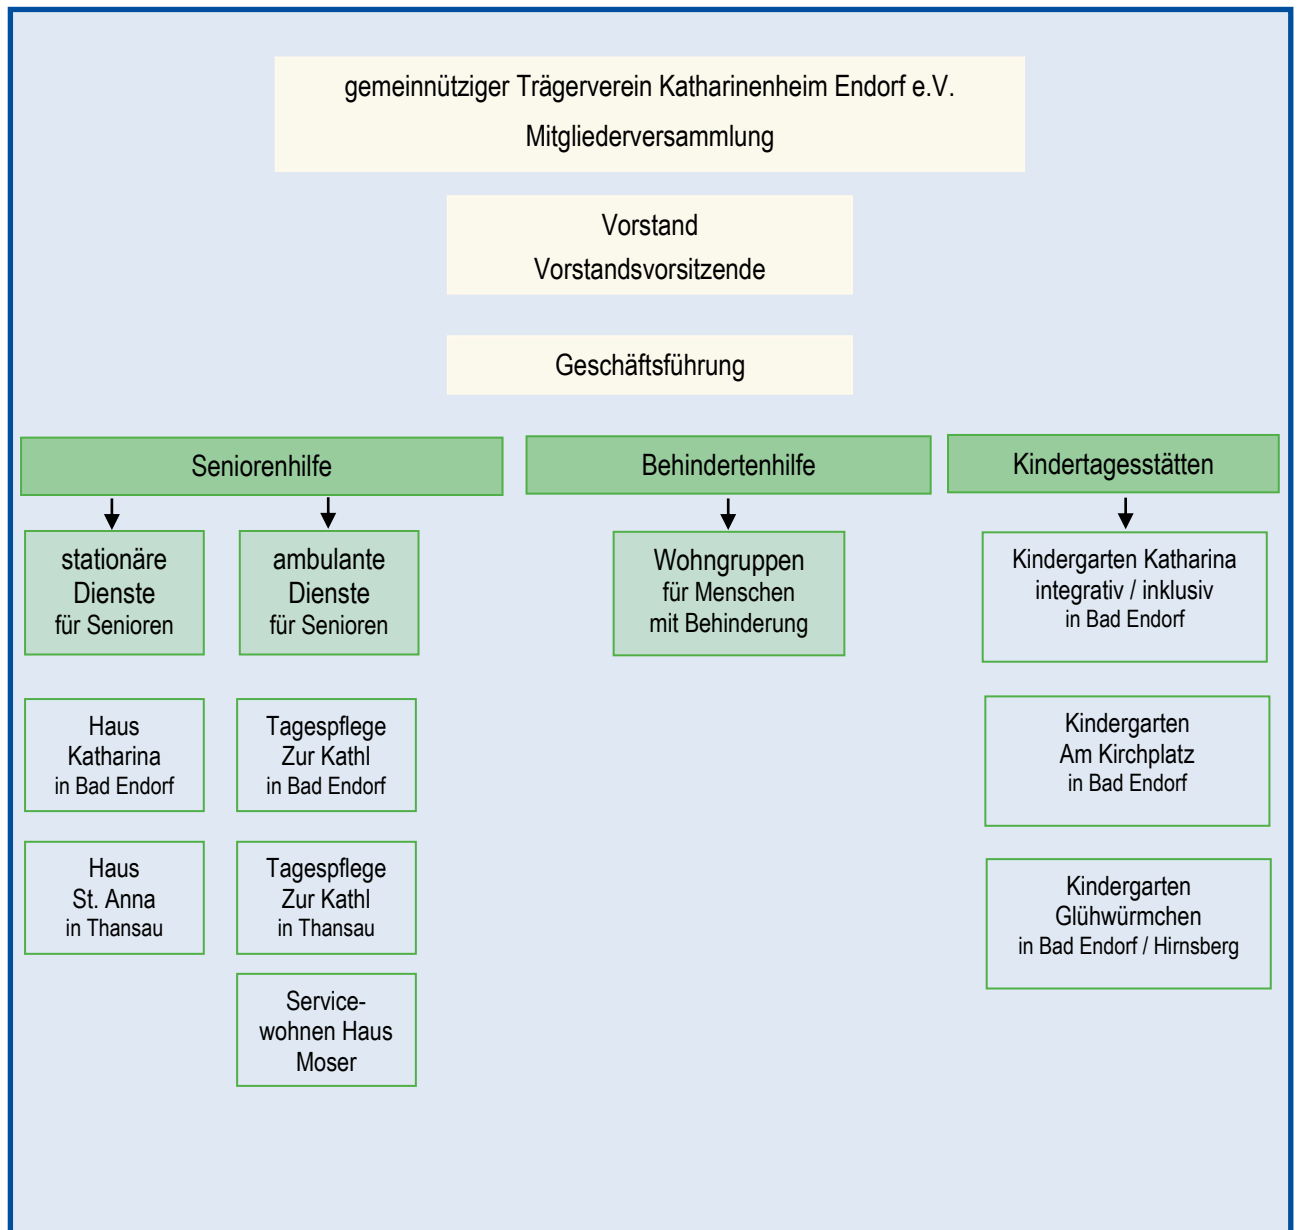 gemeinnütziger Trägerverein Katharinenheim Endorf e.V.
Mitgliederversammlung
Vorstand
Vorstandsvorsitzende
Geschäftsführung
Seniorenhilfe
stationäre
Dienste
für Senioren
Haus
Katharina
in Bad Endorf
Haus
St. Anna
in Thansau
ambulante
Dienste
für Senioren
Tagespflege
Zur Kathl
in Bad Endorf
Tagespflege
Zur Kathl
in Thansau
Service-
wohnen Haus
Moser
Behindertenhilfe
Wohngruppen
für Menschen
mit Behinderung
Kindertagesstätten
Kindergarten Katharina
integrativ / inklusiv
in Bad Endorf
Kindergarten
Am Kirchplatz
in Bad Endorf
Kindergarten
Glühwürmchen
in Bad Endorf / Hirnsberg